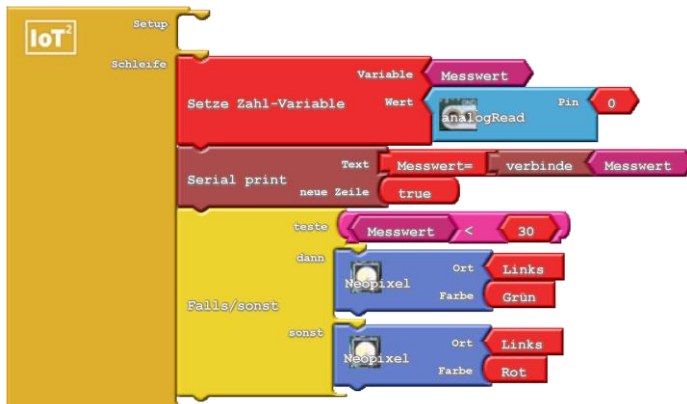 IoT²
Setup
Schleife
Setze Zahl-Variable
Variable Messwert
Wert analogRead Pin 0
Serial print
Text Messwert= verbinde Messwert
neue Zeile true
Falls/sonst
teste Messwert < 30
dann
Neopixel
Ort Links
Farbe Grün
sonst
Neopixel
Ort Links
Farbe Rot